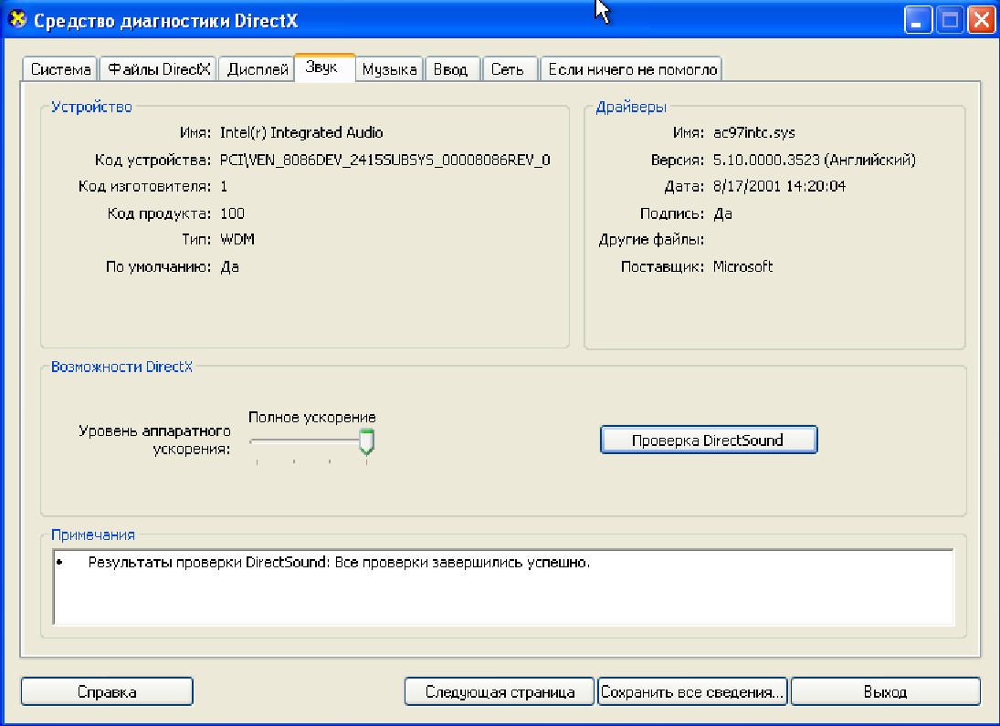 Средство диагностики DirectX
Система Файлы DirectX Дисплей Звук Музыка Ввод Сеть Если ничего не помогло
Устройство
Имя: Intel(r) Integrated Audio
Код устройства: PCI\VEN_8086DEV_2415SUBSYS_00008086REV_0
Код изготовителя: 1
Код продукта: 100
Тип: WDM
По умолчанию: Да
Драйверы
Имя: ac97intc.sys
Версия: 5.10.0000.3523 (Английский)
Дата: 8/17/2001 14:20:04
Подпись: Да
Другие файлы:
Поставщик: Microsoft
Возможности DirectX
Уровень аппаратного
ускорения:
Полное ускорение
Проверка DirectSound
Примечания
• Результаты проверки DirectSound: Все проверки завершились успешно.
Справка Следующая страница Сохранить все сведения... Выход